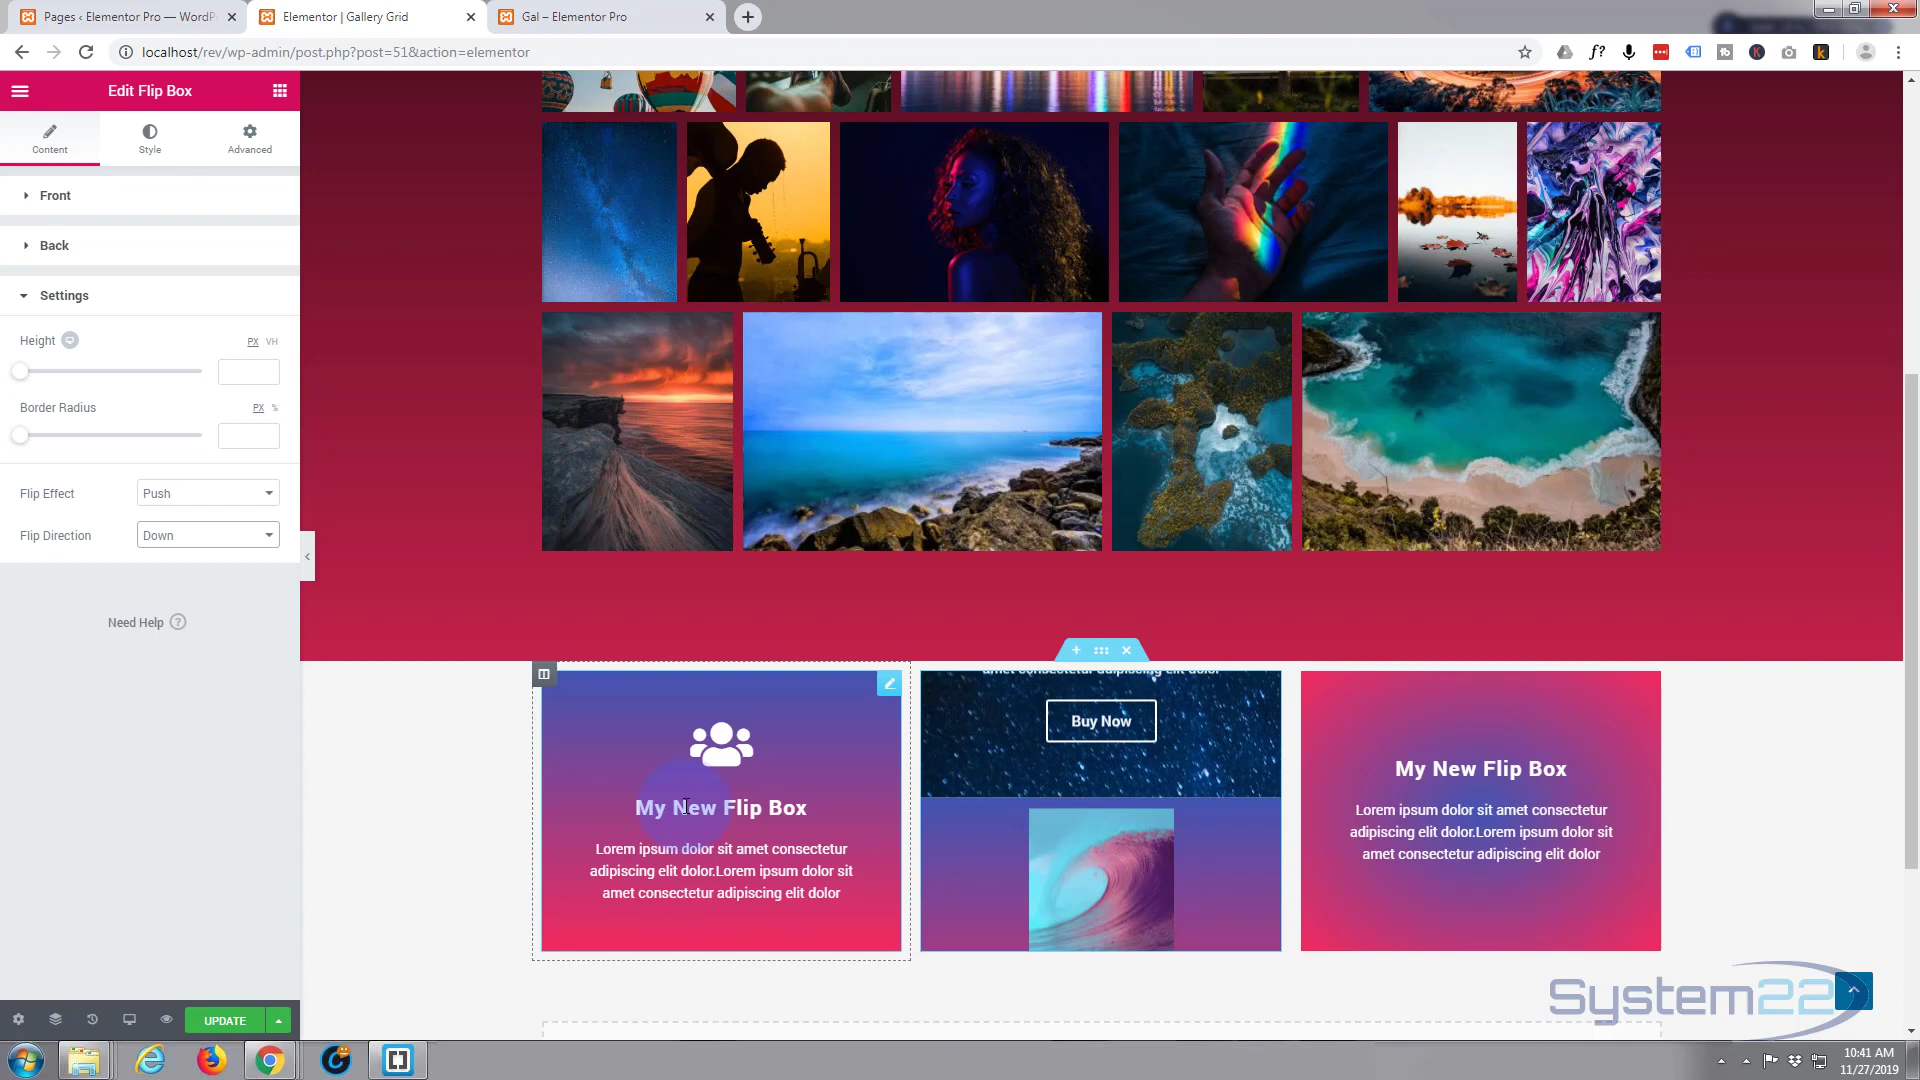 Pages ‹ Elementor Pro — WordP
Elementor | Gallery Grid
Gal – Elementor Pro
localhost/rev/wp-admin/post.php?post=51&action=elementor
Edit Flip Box
Content
Style
Advanced
Front
Back
Settings
Height
PX VH
Border Radius
PX %
Flip Effect
Push
Flip Direction
Down
Need Help ?
UPDATE
My New Flip Box
Lorem ipsum dolor sit amet consectetur
adipiscing elit dolor.Lorem ipsum dolor sit
amet consectetur adipiscing elit dolor
amet consectetur adipiscing elit dolor
Buy Now
My New Flip Box
Lorem ipsum dolor sit amet consectetur
adipiscing elit dolor.Lorem ipsum dolor sit
amet consectetur adipiscing elit dolor
System22
10:41 AM
11/27/2019